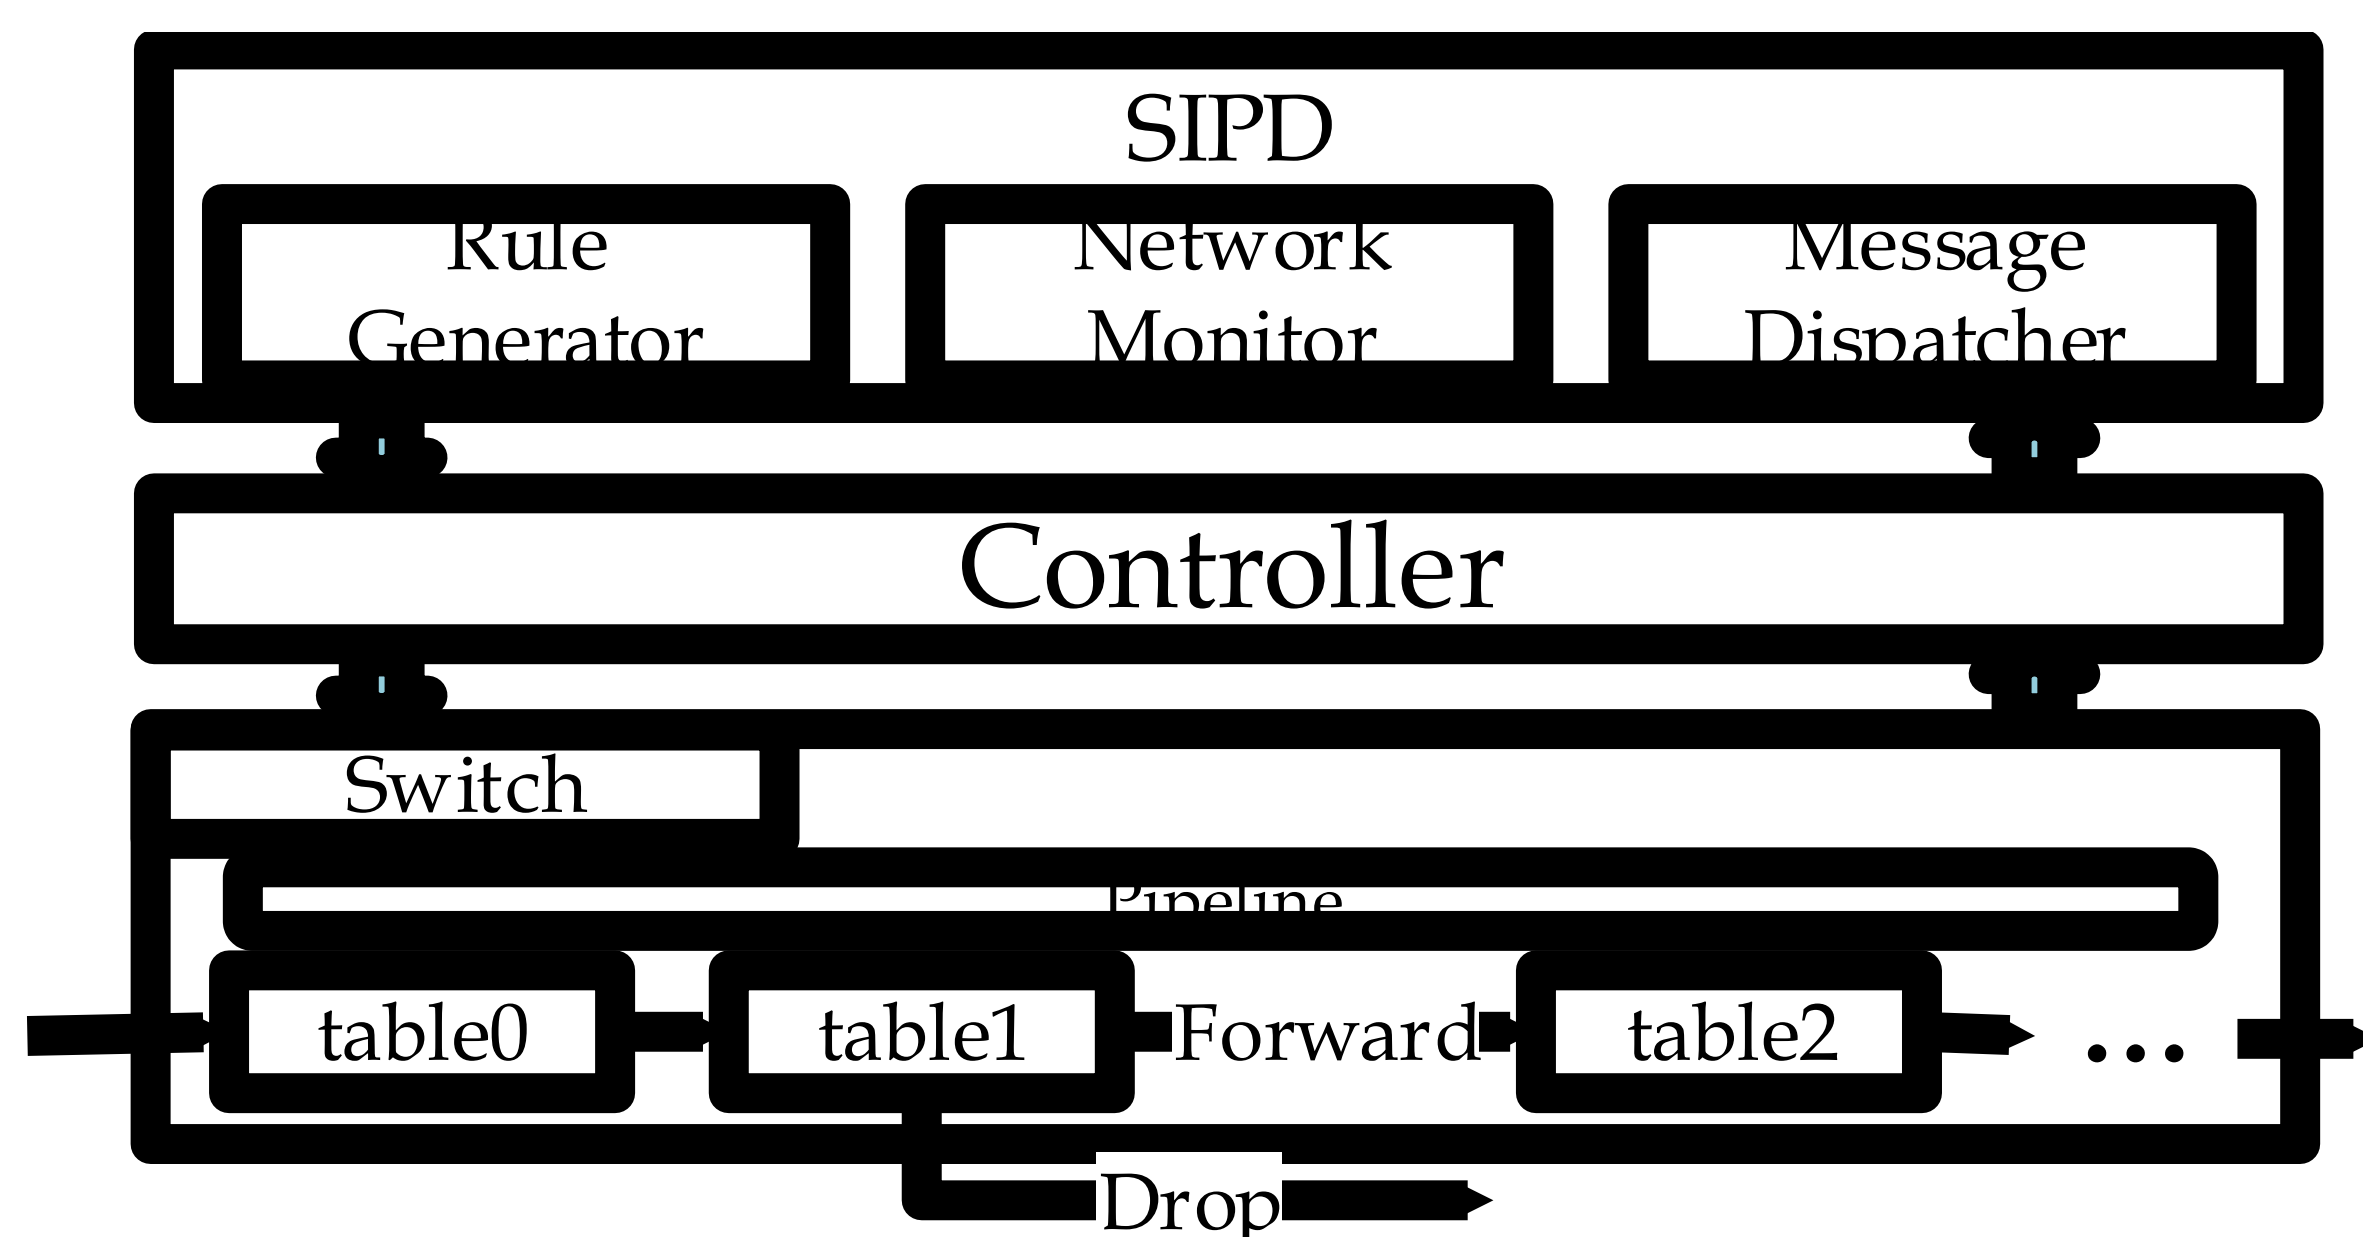 SIPD
Rule
Generator
Network
Monitor
Message
Dispatcher
Controller
Switch
Pipeline
table0
table1
Forward
table2
...
Drop